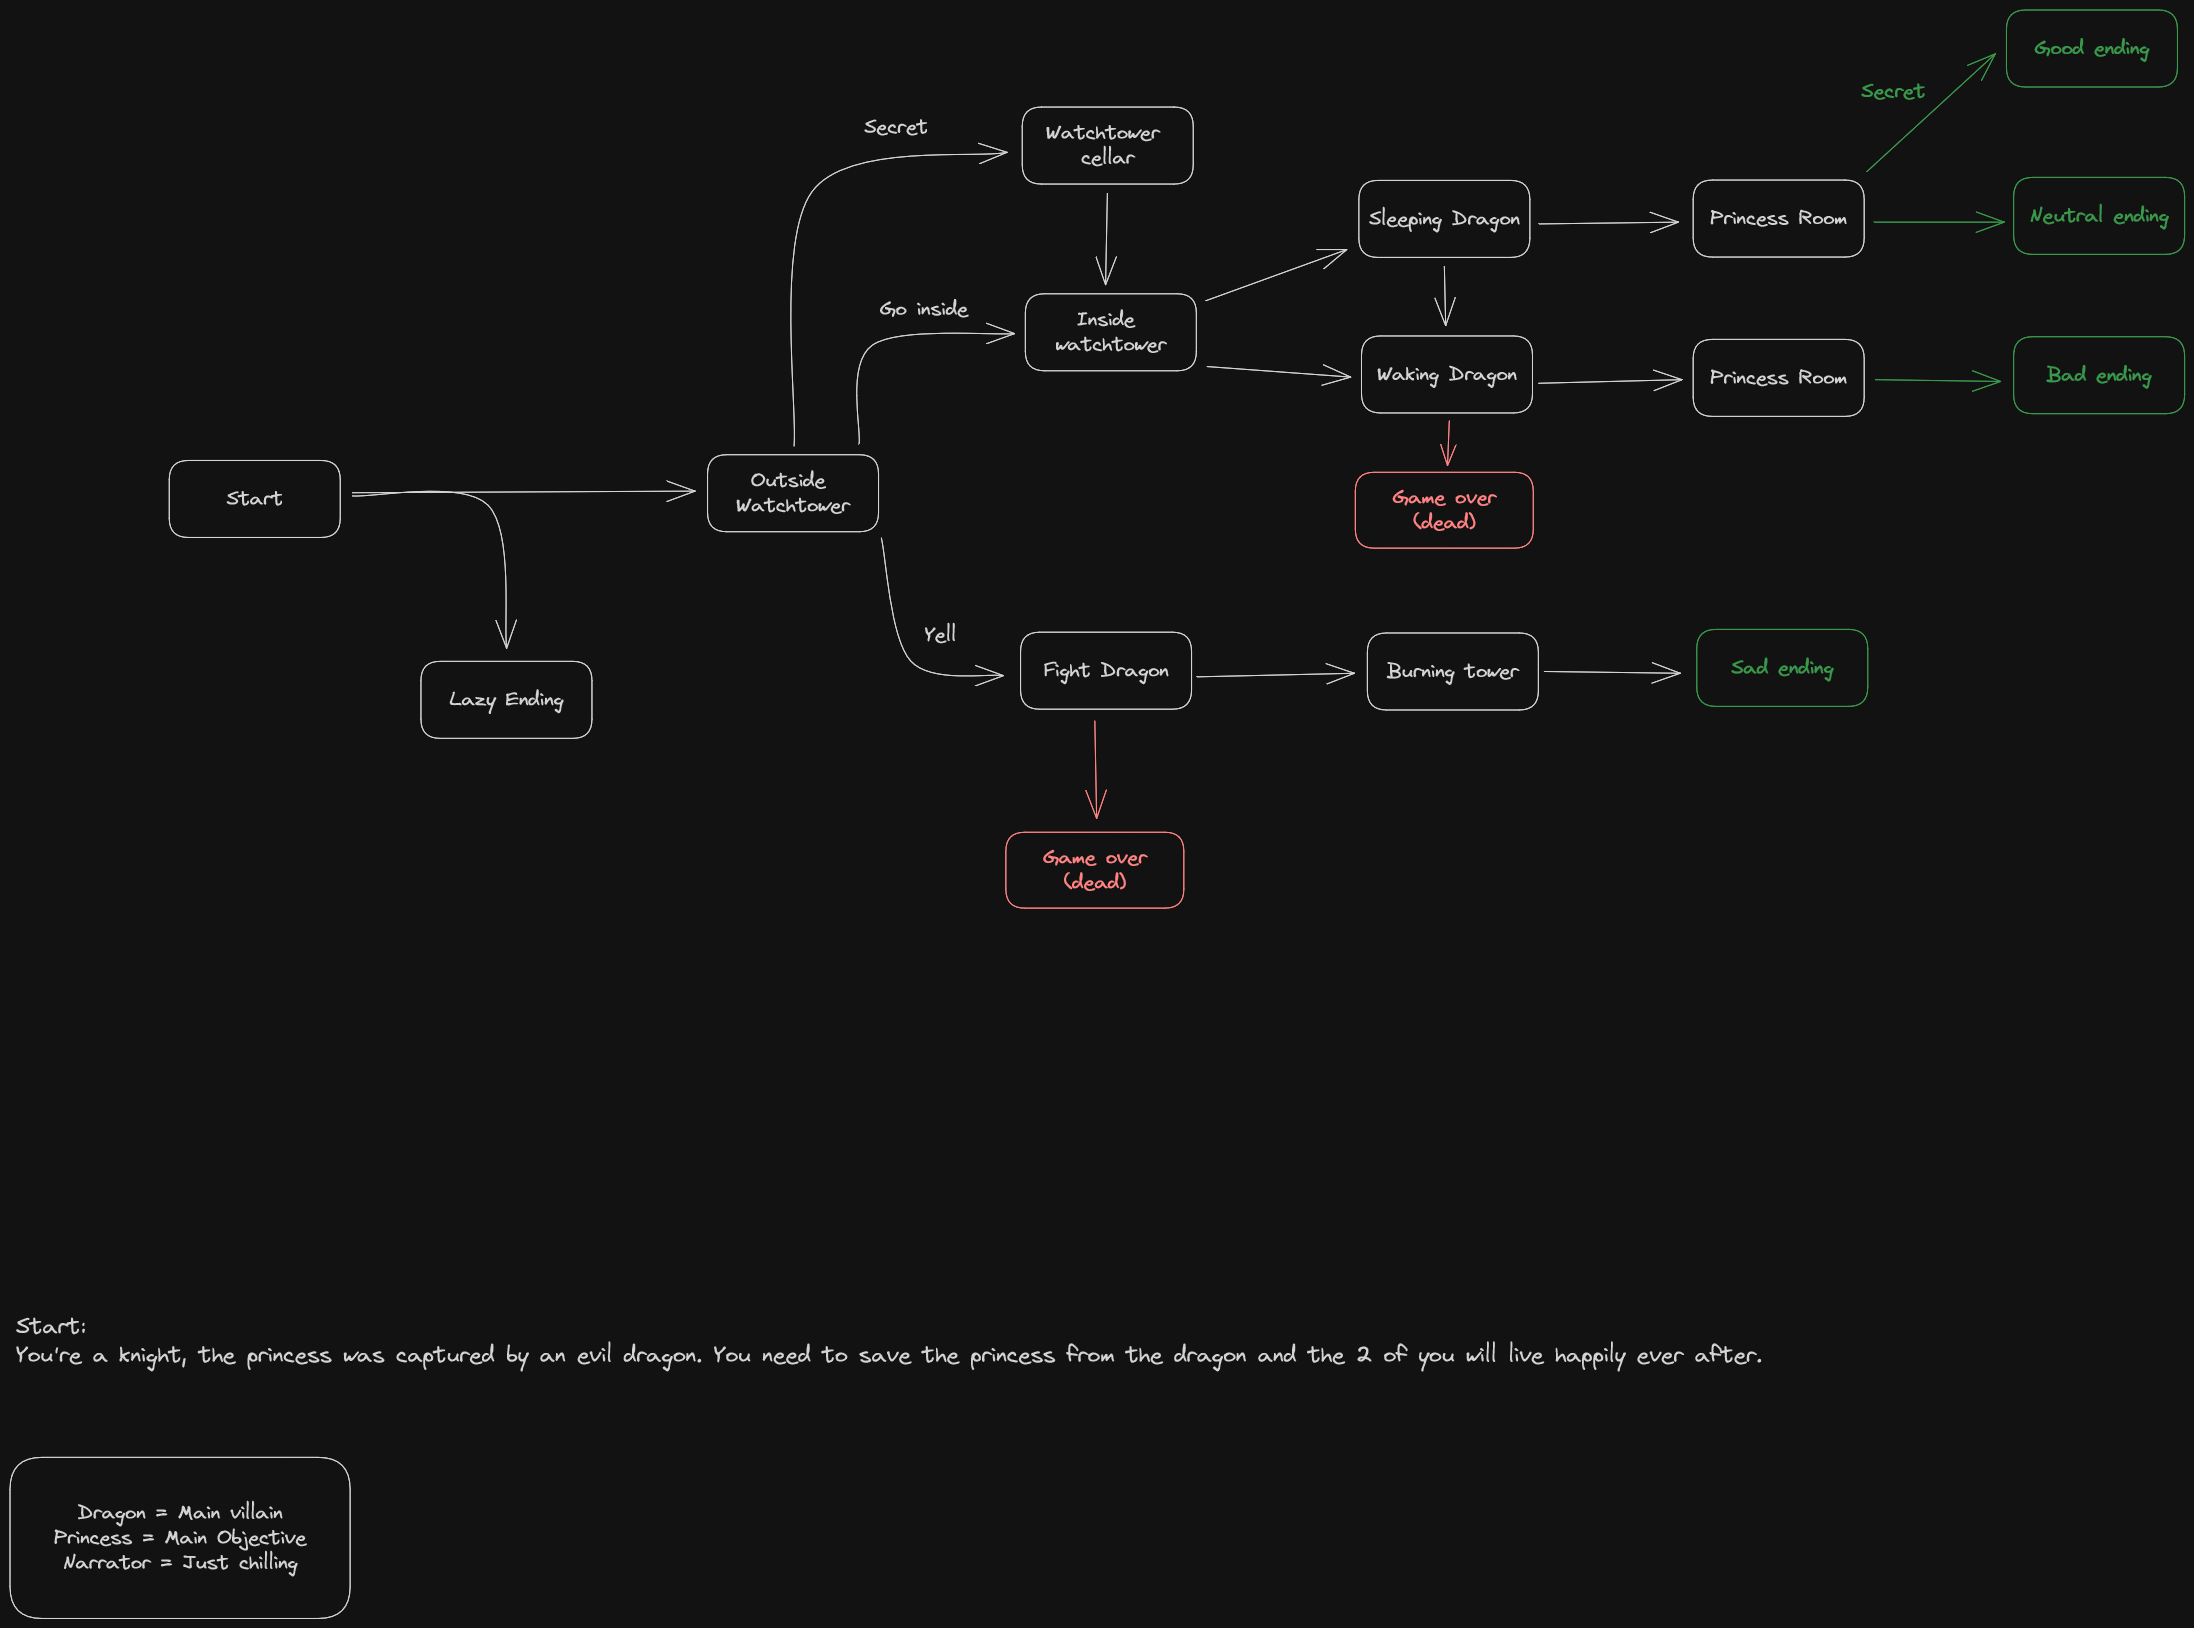 Good ending
Secret
Secret
Watchtower
cellar
Sleeping Dragon
Princess Room
Neutral ending
Go inside
Inside
watchtower
Waking Dragon
Princess Room
Bad ending
Start
Outside
Watchtower
Game over
(dead)
Yell
Lazy Ending
Fight Dragon
Burning tower
Sad ending
Game over
(dead)
Start:
You're a knight, the princess was captured by an evil dragon. You need to save the princess from the dragon and the 2 of you will live happily ever after.
Dragon = Main villain
Princess = Main Objective
Narrator = Just chilling